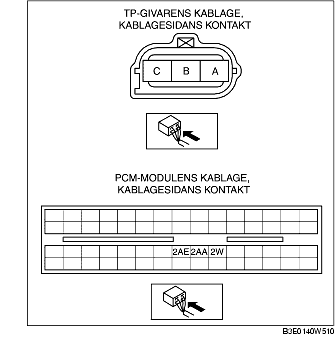 TP-GIVARENS KABLAGE,
KABLAGESIDANS KONTAKT
C B A
PCM-MODULENS KABLAGE,
KABLAGESIDANS KONTAKT
2AE 2AA 2W
B3E0140W510